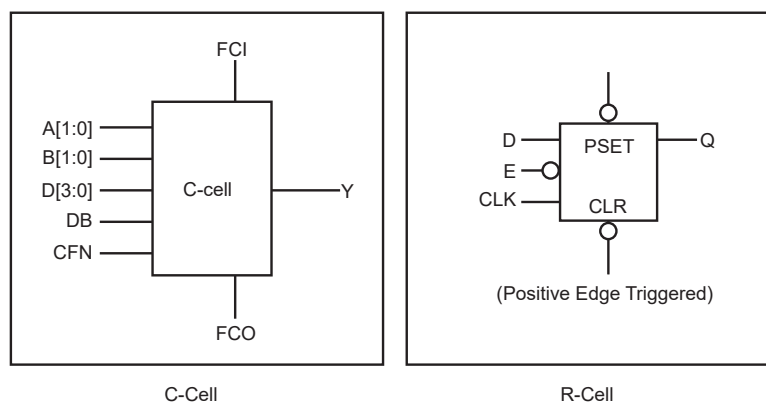 FCI
A[1:0]
B[1:0]
D[3:0]
DB
CFN
C-cell
Y
FCO
C-Cell
D
E
CLK
PSET
CLR
Q
(Positive Edge Triggered)
R-Cell